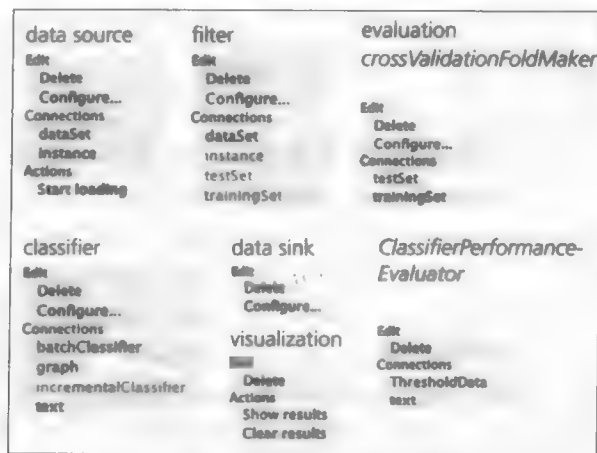 data source
Edit
Delete
Configure...
Connections
dataSet
instance
Actions
Start loading
filter
Edit
Delete
Configure...
Connections
dataSet
instance
testSet
trainingSet
evaluation
crossValidationFoldMaker
Edit
Delete
Configure...
Connections
testSet
trainingSet
classifier
Edit
Delete
Configure...
Connections
batchClassifier
graph
incrementalClassifier
text
data sink
Edit
Delete
Configure...
visualization
Delete
Actions
Show results
Clear results
ClassifierPerformance-
Evaluator
Edit
Delete
Connections
ThresholdData
text